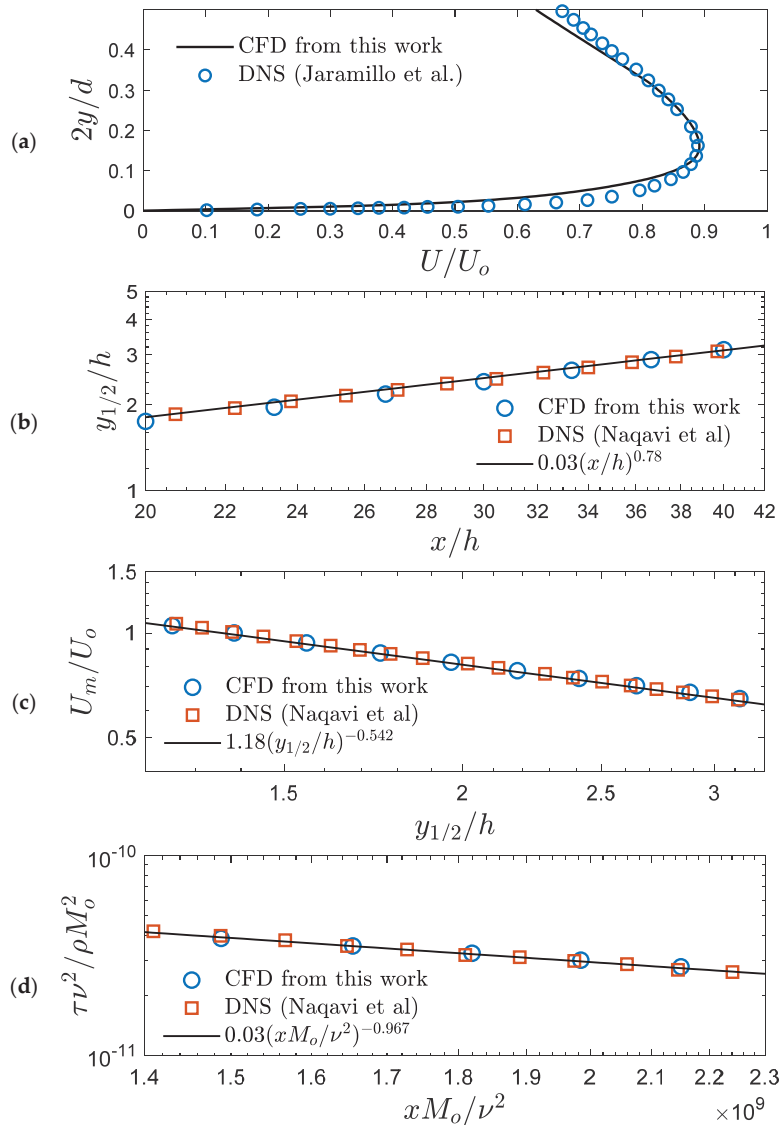 (a)
2y/d
0.4
0.3
0.2
0.1
0
CFD from this work
DNS (Jaramillo et al.)
0 0.1 0.2 0.3 0.4 0.5 0.6 0.7 0.8 0.9 1
U/U_o
(b)
y_{1/2}/h
5
4
3
2
1
CFD from this work
DNS (Naqavi et al)
0.03(x/h)^{0.78}
20 22 24 26 28 30 32 34 36 38 40 42
x/h
(c)
U_m/U_o
1.5
1
0.5
CFD from this work
DNS (Naqavi et al)
1.18(y_{1/2}/h)^{-0.542}
1.5 2 2.5 3
y_{1/2}/h
(d)
τν^2/ρM_o^2
10^{-10}
10^{-11}
CFD from this work
DNS (Naqavi et al)
0.03(xM_o/ν^2)^{-0.967}
1.4 1.5 1.6 1.7 1.8 1.9 2 2.1 2.2 2.3
×10^9
xM_o/ν^2